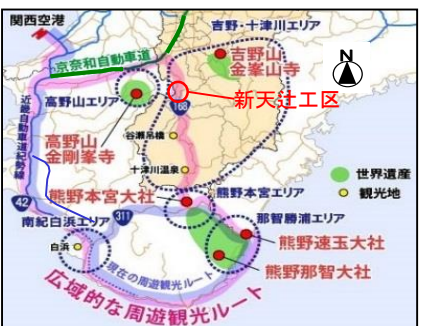 関西空港
吉野・十津川エリア
京奈和自動車道
吉野山
金峯山寺
N
高野山エリア
168
新天辻工区
近畿自動車道紀勢線
高野山
金剛峯寺
谷瀬吊橋
十津川温泉
世界遺産
観光地
熊野本宮大社
熊野本宮エリア
42
311
那智勝浦エリア
南紀白浜エリア
熊野速玉大社
白浜
現在の周遊観光ルート
熊野那智大社
広域的な周遊観光ルート